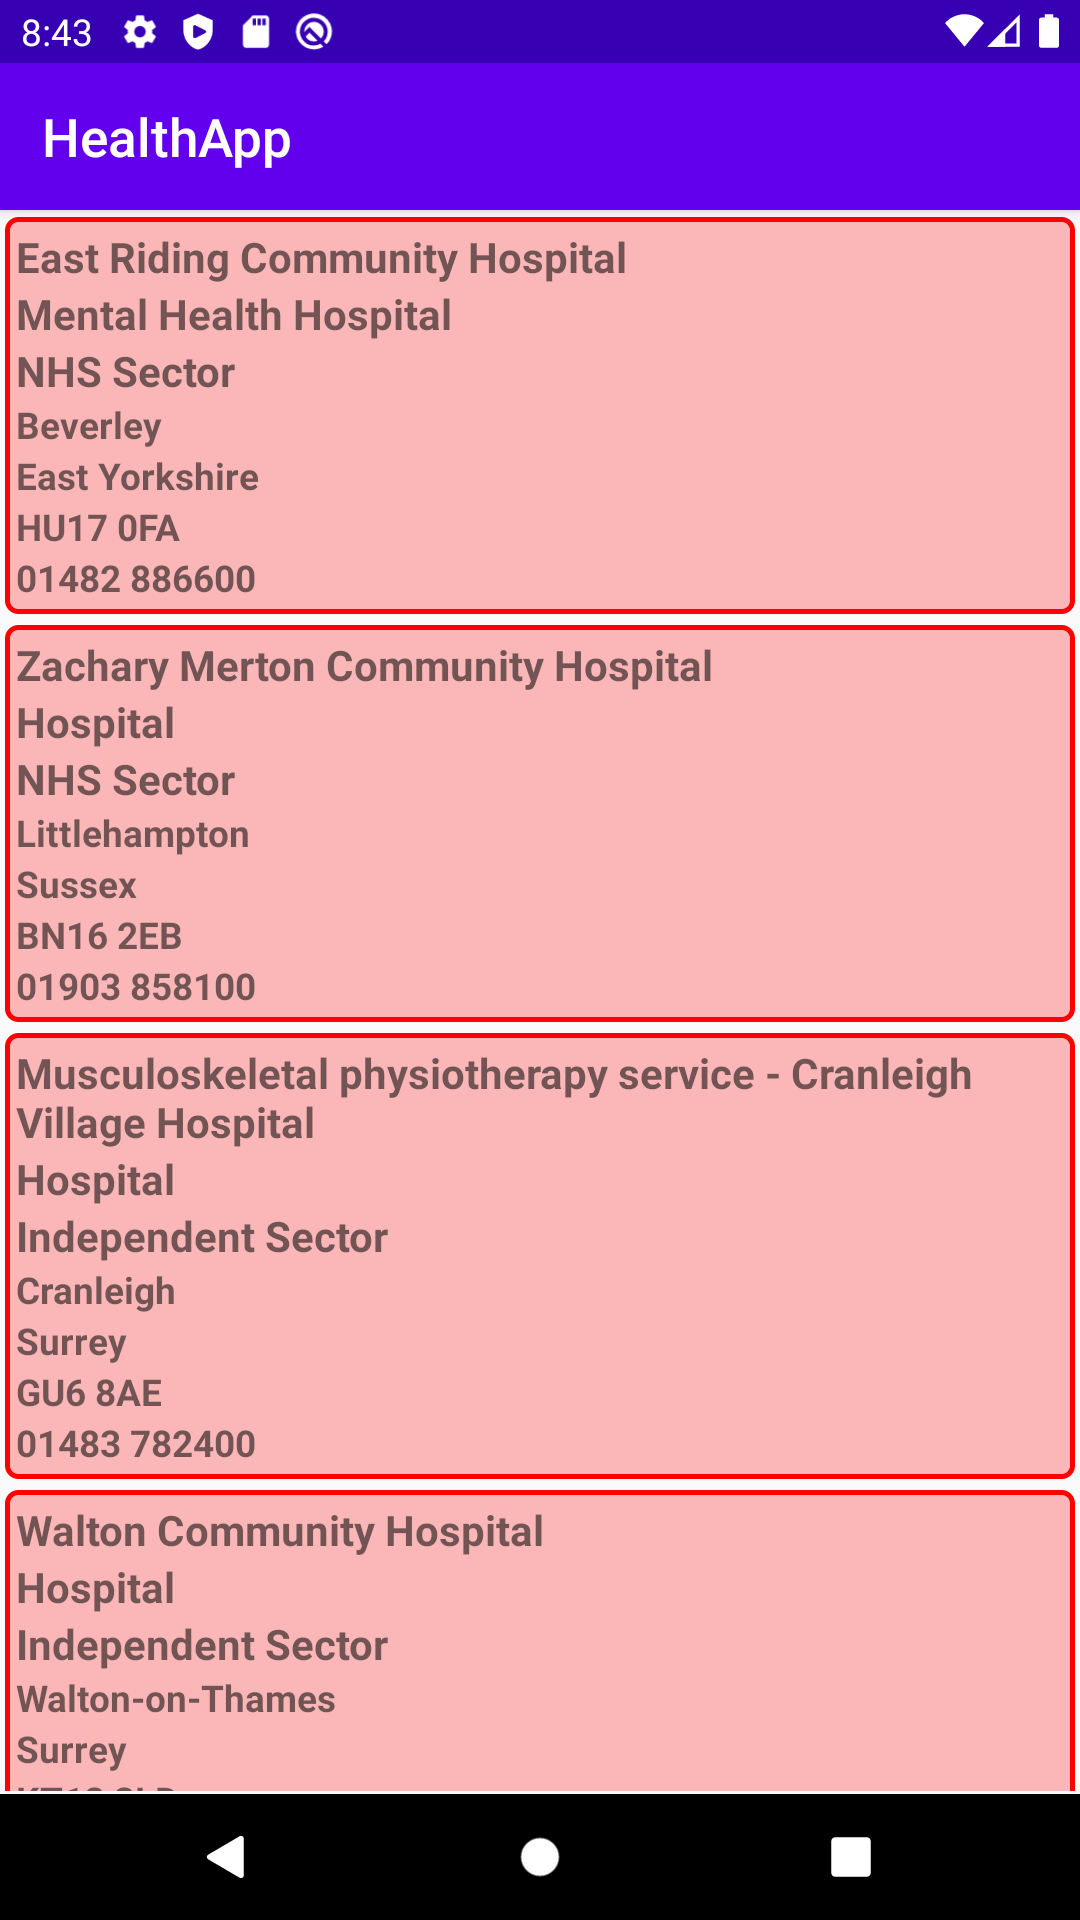 8:43
HealthApp
East Riding Community Hospital
Mental Health Hospital
NHS Sector
Beverley
East Yorkshire
HU17 0FA
01482 886600
Zachary Merton Community Hospital
Hospital
NHS Sector
Littlehampton
Sussex
BN16 2EB
01903 858100
Musculoskeletal physiotherapy service - Cranleigh
Village Hospital
Hospital
Independent Sector
Cranleigh
Surrey
GU6 8AE
01483 782400
Walton Community Hospital
Hospital
Independent Sector
Walton-on-Thames
Surrey